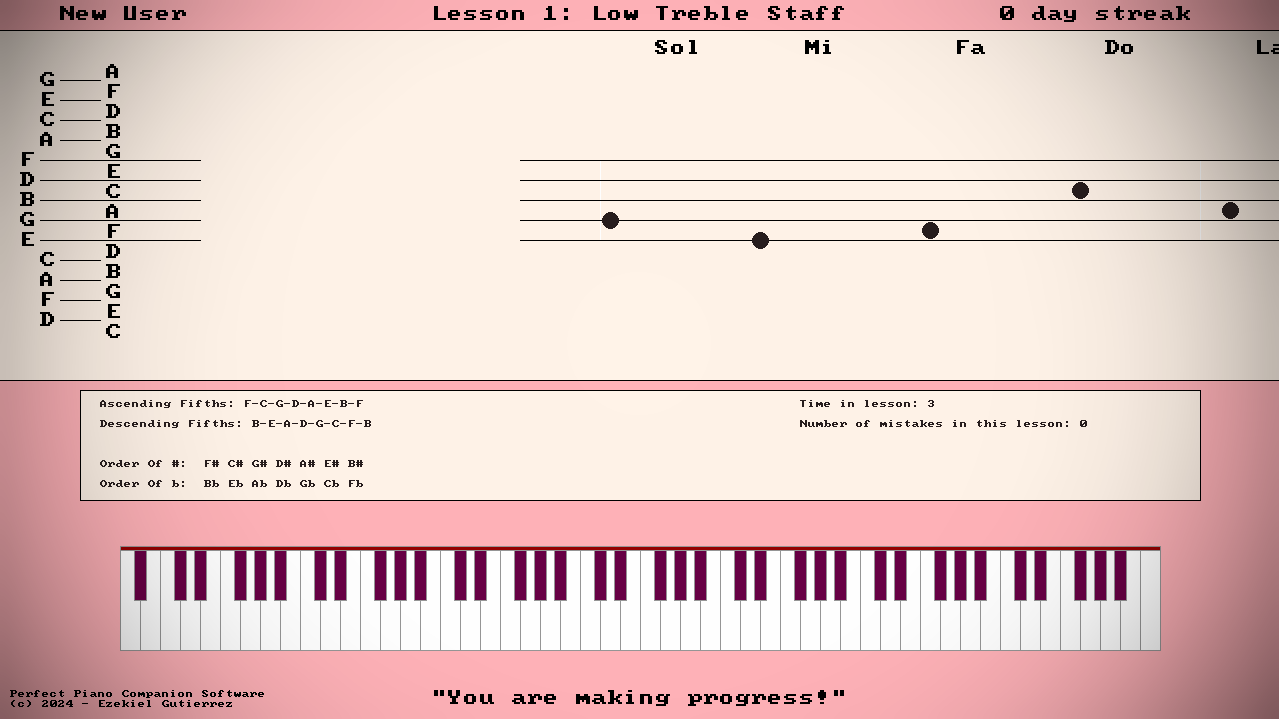 New User Lesson 1: Low Treble Staff 0 day streak
Sol Mi Fa Do La
A
G
F
E
D
C
B
A
G
F
E
D
C
B
A
G
F
E
D
C
B
A
G
F
E
D
C
Ascending Fifths: F-C-G-D-A-E-B-F Time in lesson: 3
Descending Fifths: B-E-A-D-G-C-F-B Number of mistakes in this lesson: 0
Order Of #: F# C# G# D# A# E# B#
Order Of b: Bb Eb Ab Db Gb Cb Fb
Perfect Piano Companion Software
(c) 2024 - Ezekiel Gutierrez
"You are making progress!"